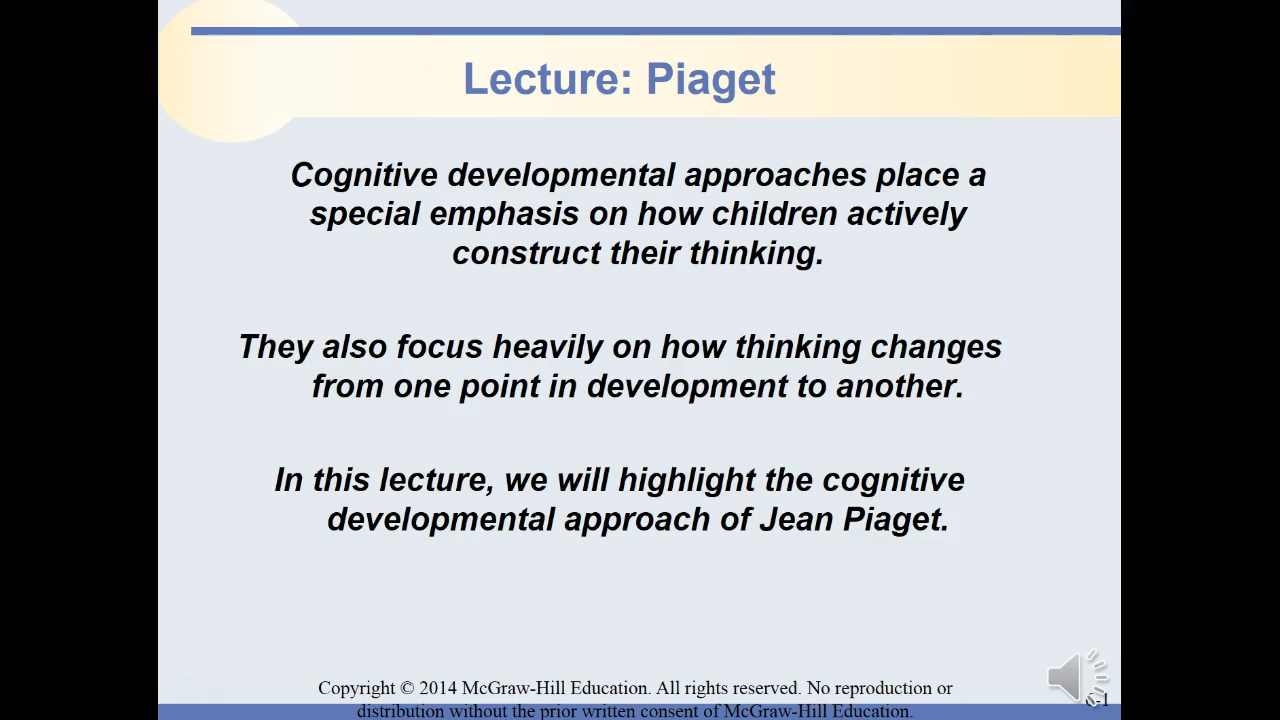 Lecture: Piaget
Cognitive developmental approaches place a
special emphasis on how children actively
construct their thinking.
They also focus heavily on how thinking changes
from one point in development to another.
In this lecture, we will highlight the cognitive
developmental approach of Jean Piaget.
Copyright © 2014 McGraw-Hill Education. All rights reserved. No reproduction or
distribution without the prior written consent of McGraw-Hill Education.
6-1